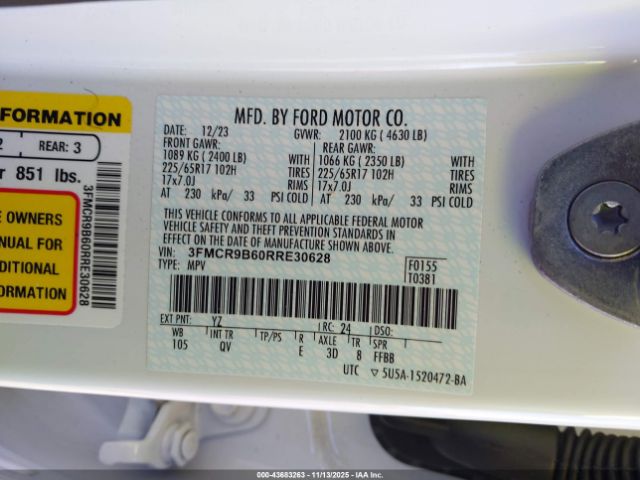 FORMATION
2 REAR: 3
r 851 lbs.
E OWNERS
ANUAL FOR
DITIONAL
ORMATION
3FMCR9B60RRE30628
MFD. BY FORD MOTOR CO.
DATE: 12/23 GVWR: 2100 KG ( 4630 LB)
FRONT GAWR: REAR GAWR:
1089 KG ( 2400 LB) WITH 1066 KG ( 2350 LB) WITH
225/65R17 102H TIRES 225/65R17 102H TIRES
17x7.0J RIMS 17x7.0J RIMS
AT 230 kPa/ 33 PSI COLD AT 230 kPa/ 33 PSI COLD
THIS VEHICLE CONFORMS TO ALL APPLICABLE FEDERAL MOTOR
VEHICLE SAFETY AND THEFT PREVENTION STANDARDS IN
EFFECT ON THE DATE OF MANUFACTURE SHOWN ABOVE.
VIN: 3FMCR9B60RRE30628
TYPE: MPV
F0155
T0381
EXT PNT: YZ RC: 24 DSO:
WB INT TR TP/PS R AXLE TR SPR
105 QV E 3D 8 FFBB
UTC ▽ 5U5A-1520472-BA
000-43683263 - 11/13/2025 - IAA Inc.